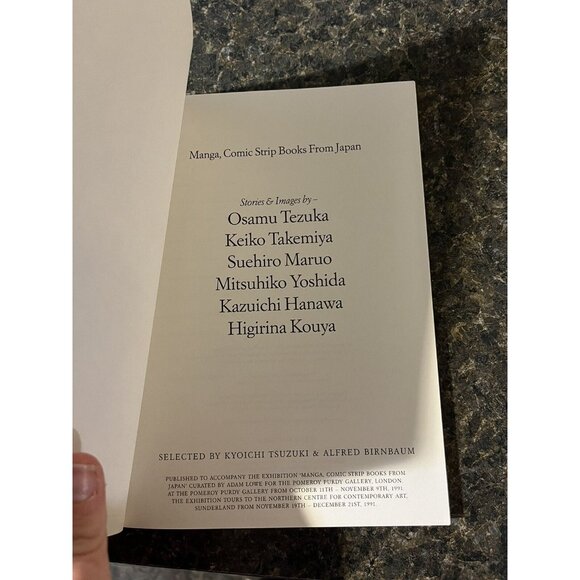 Manga, Comic Strip Books From Japan
Stories & Images by –
Osamu Tezuka
Keiko Takemiya
Suehiro Maruo
Mitsuhiko Yoshida
Kazuichi Hanawa
Higirina Kouya
SELECTED BY KYOICHI TSUZUKI & ALFRED BIRNBAUM
PUBLISHED TO ACCOMPANY THE EXHIBITION 'MANGA, COMIC STRIP BOOKS FROM
JAPAN' CURATED BY ADAM LOWE FOR THE POMEROY PURDY GALLERY, LONDON.
AT THE POMEROY PURDY GALLERY FROM OCTOBER 11TH – NOVEMBER 9TH, 1991.
THE EXHIBITION TOURS TO THE NORTHERN CENTRE FOR CONTEMPORARY ART,
SUNDERLAND FROM NOVEMBER 19TH – DECEMBER 21ST, 1991.